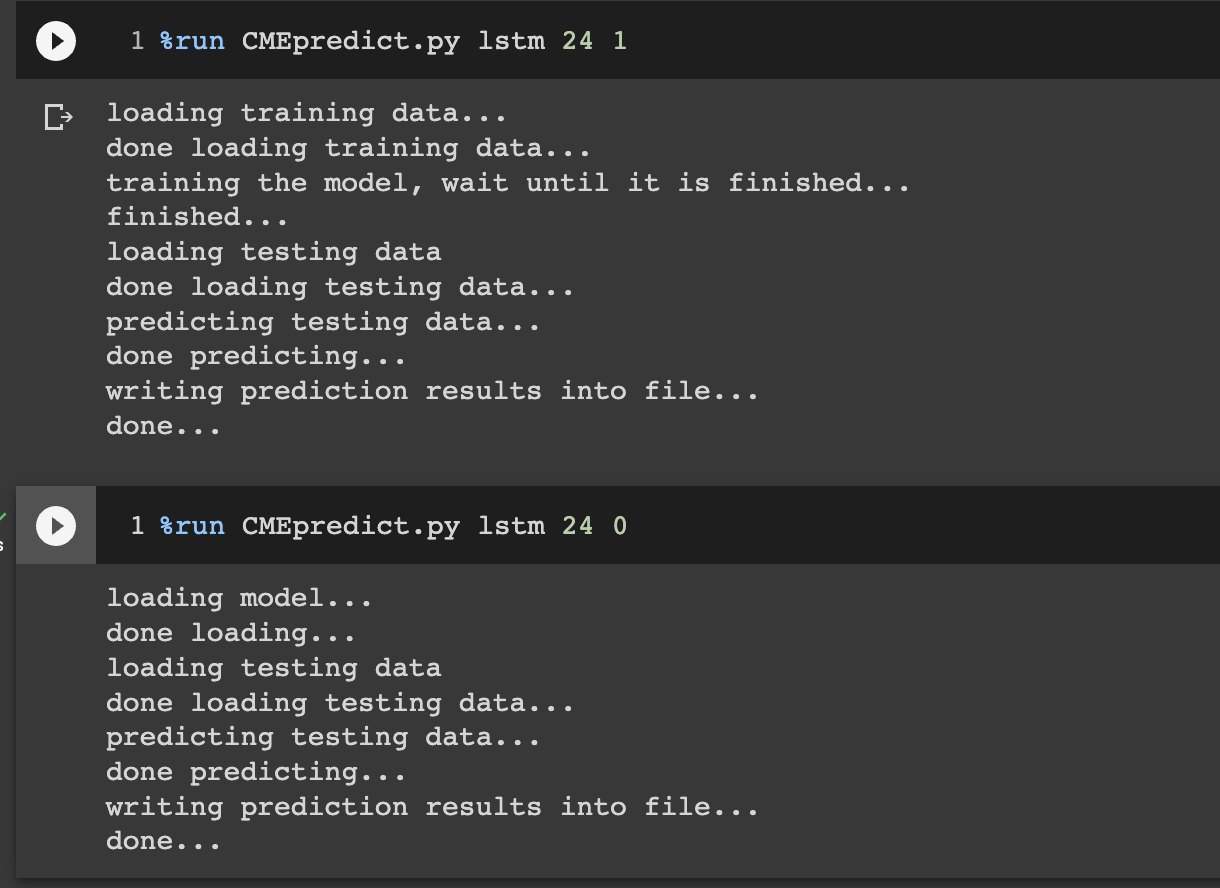 1 %run CMEpredict.py lstm 24 1
loading training data...
done loading training data...
training the model, wait until it is finished...
finished...
loading testing data
done loading testing data...
predicting testing data...
done predicting...
writing prediction results into file...
done...
1 %run CMEpredict.py lstm 24 0
s
loading model...
done loading...
loading testing data
done loading testing data...
predicting testing data...
done predicting...
writing prediction results into file...
done...